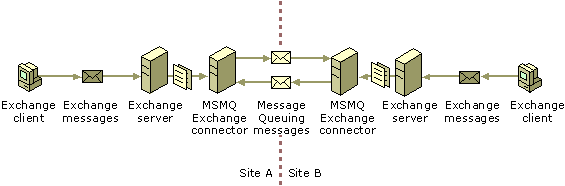 Exchange client
Exchange messages
Exchange server
MSMQ Exchange connector
Message Queuing messages
MSMQ Exchange connector
Exchange server
Exchange messages
Exchange client
Site A
Site B